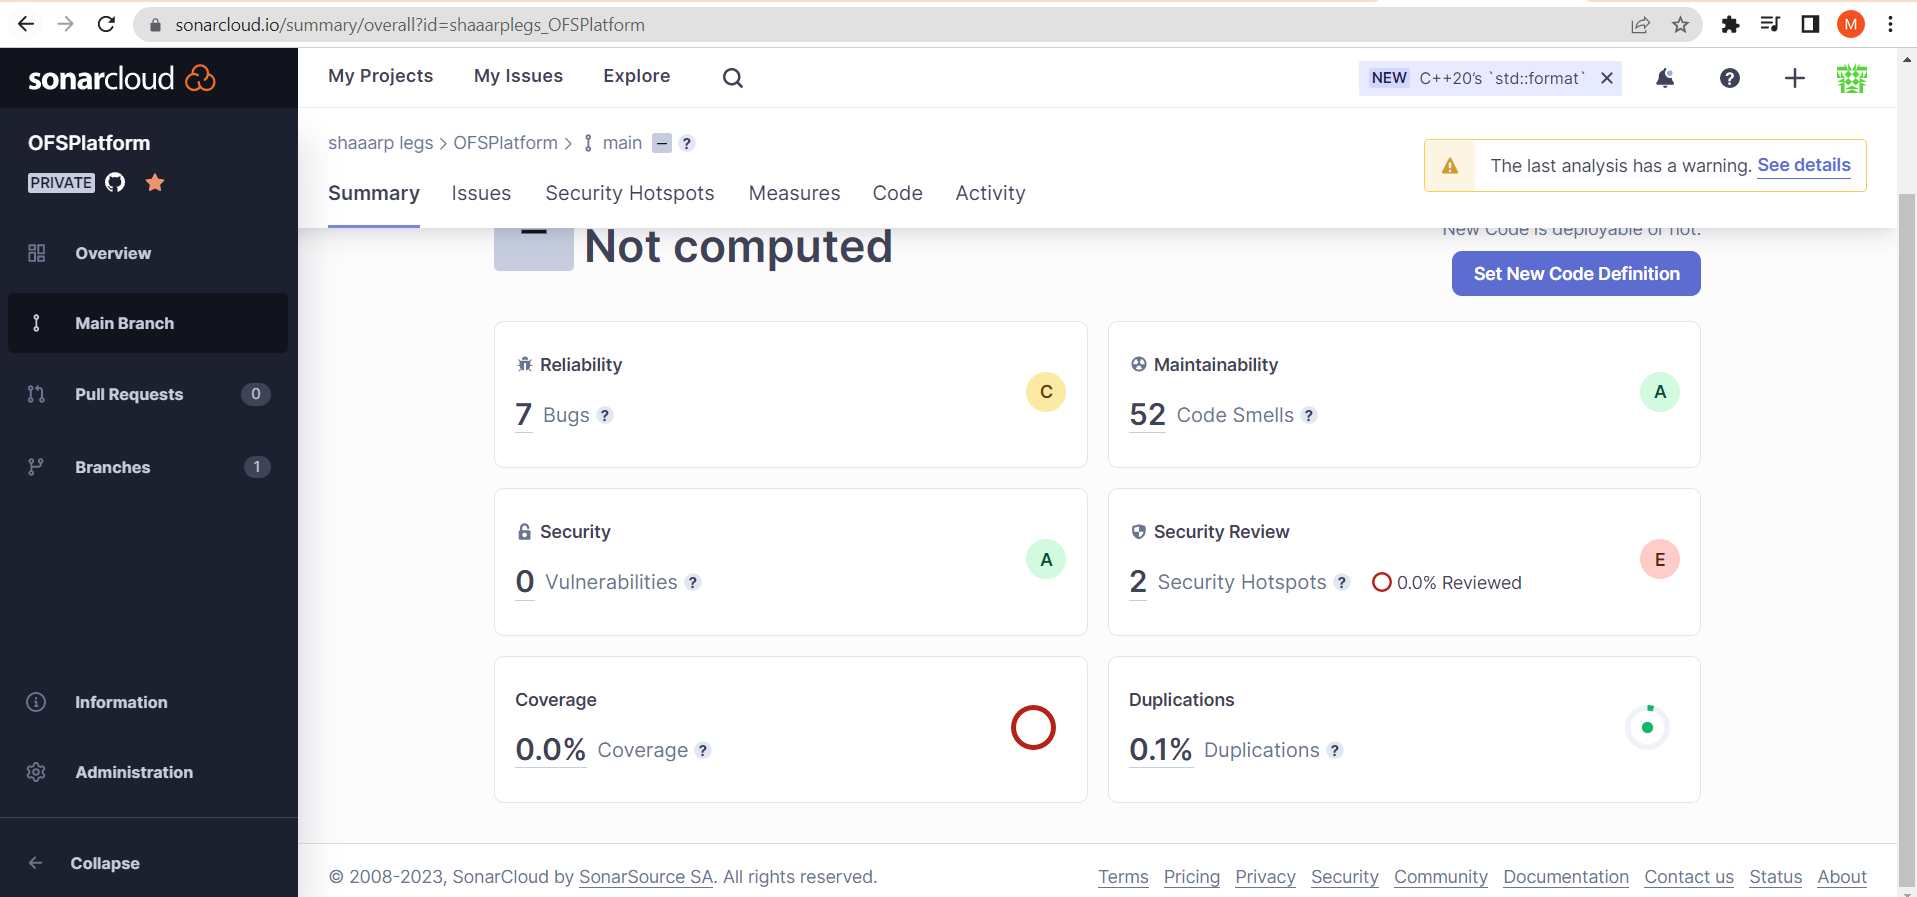 sonarcloud.io/summary/overall?id=shaaarplegs_OFSPlatform
M
sonarcloud
My Projects My Issues Explore
NEW C++20's `std::format`
?
OFSPlatform
PRIVATE
shaaarp legs > OFSPlatform > main – ?
The last analysis has a warning. See details
Summary Issues Security Hotspots Measures Code Activity
Overview
Main Branch
Pull Requests 0
Branches 1
Information
Administration
Collapse
Not computed
New Code is deployable or not.
Set New Code Definition
Reliability
7 Bugs ?
C
Maintainability
52 Code Smells ?
A
Security
0 Vulnerabilities ?
A
Security Review
2 Security Hotspots ? 0.0% Reviewed
E
Coverage
0.0% Coverage ?
Duplications
0.1% Duplications ?
© 2008-2023, SonarCloud by SonarSource SA. All rights reserved.
Terms Pricing Privacy Security Community Documentation Contact us Status About